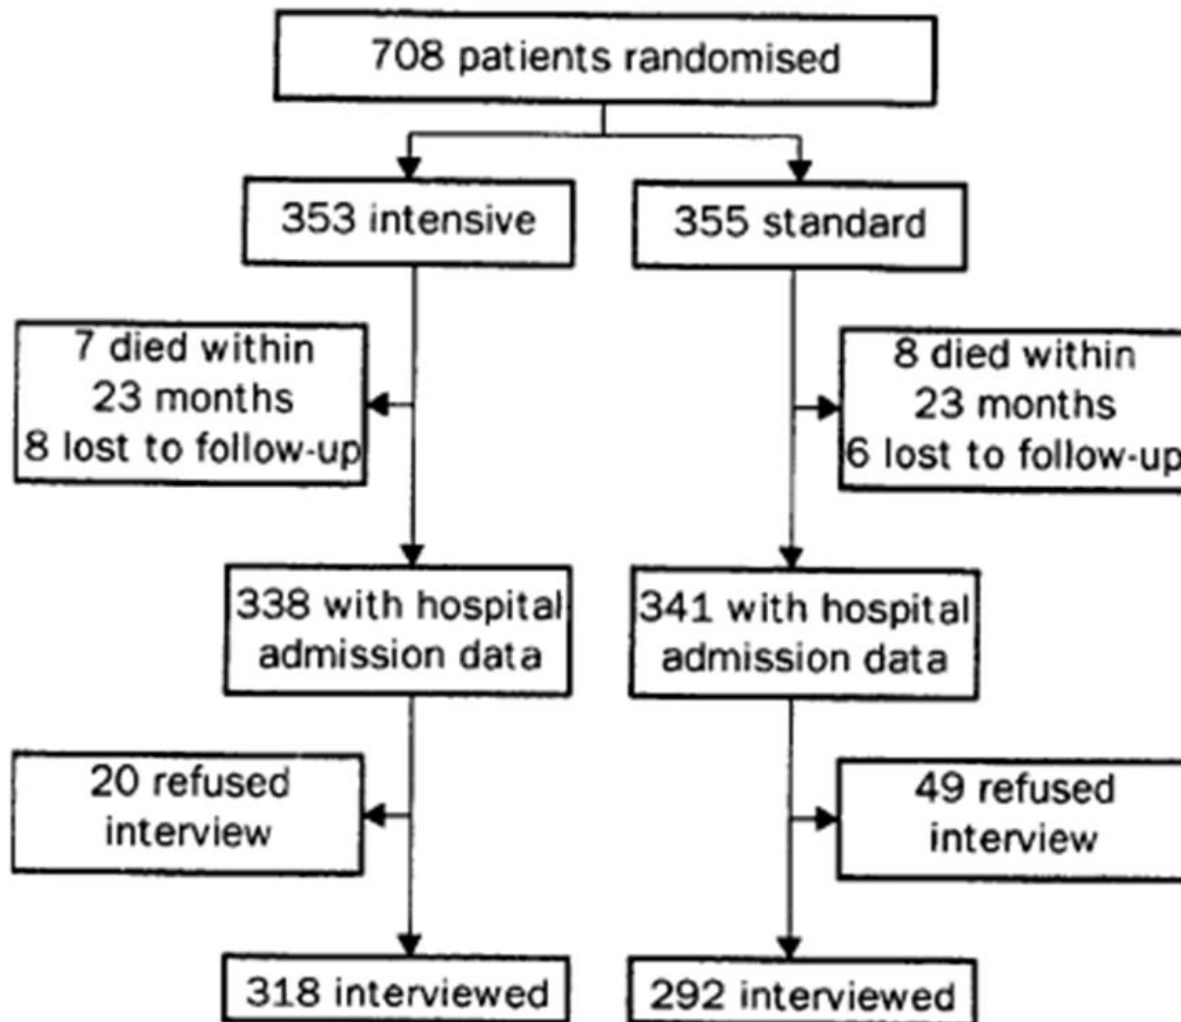 708 patients randomised
353 intensive
355 standard
7 died within
23 months
8 lost to follow-up
8 died within
23 months
6 lost to follow-up
338 with hospital
admission data
341 with hospital
admission data
20 refused
interview
49 refused
interview
318 interviewed
292 interviewed